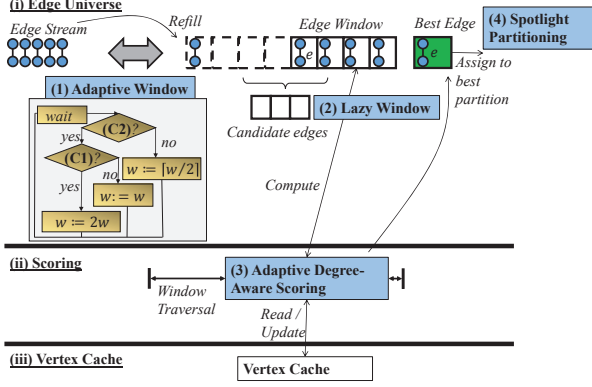 (i) Edge Universe
Edge Stream
Refill
Edge Window
Best Edge
(4) Spotlight
Partitioning
e
e
Assign to
best
partition
(1) Adaptive Window
(2) Lazy Window
Candidate edges
wait
(C2)?
yes
no
(C1)?
w := ⌈w/2⌉
yes
no
w := w
w := 2w
Compute
(ii) Scoring
(3) Adaptive Degree-
Aware Scoring
Window
Traversal
Read /
Update
(iii) Vertex Cache
Vertex Cache